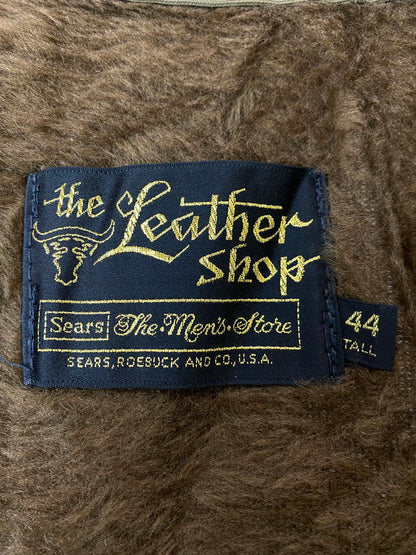 the Leather
Shop
Sears The·Men's·Store
SEARS, ROEBUCK AND CO., U.S.A.
44
TALL